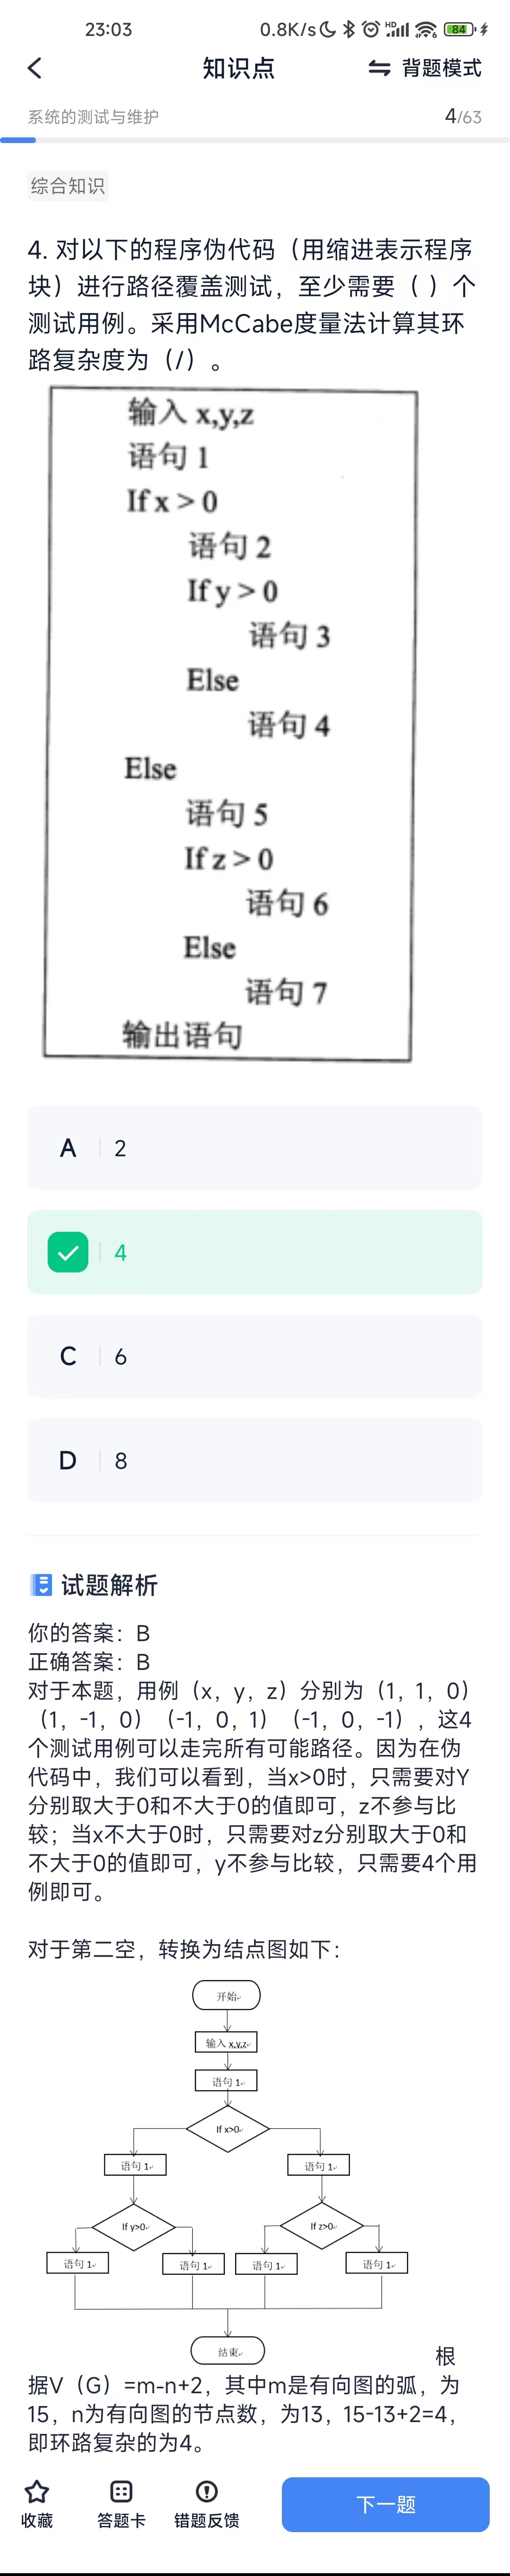 23:03
0.8K/s
HD
84
知识点
背题模式
系统的测试与维护
4/63
综合知识
4. 对以下的程序伪代码（用缩进表示程序
块）进行路径覆盖测试，至少需要（ ）个
测试用例。采用McCabe度量法计算其环
路复杂度为（/）。
输入 x,y,z
语句 1
If x > 0
语句 2
If y > 0
语句 3
Else
语句 4
Else
语句 5
If z > 0
语句 6
Else
语句 7
输出语句
A 2
4
C 6
D 8
试题解析
你的答案：B
正确答案：B
对于本题，用例（x，y，z）分别为（1，1，0）
（1，-1，0）（-1，0，1）（-1，0，-1），这4
个测试用例可以走完所有可能路径。因为在伪
代码中，我们可以看到，当x>0时，只需要对Y
分别取大于0和不大于0的值即可，z不参与比
较；当x不大于0时，只需要对z分别取大于0和
不大于0的值即可，y不参与比较，只需要4个用
例即可。
对于第二空，转换为结点图如下：
开始
输入 x,y,z
语句 1
If x>0
语句 1 语句 1
If y>0 If z>0
语句 1 语句 1 语句 1 语句 1
结束
根
据V（G）=m-n+2，其中m是有向图的弧，为
15，n为有向图的节点数，为13，15-13+2=4，
即环路复杂的为4。
收藏 答题卡 错题反馈 下一题